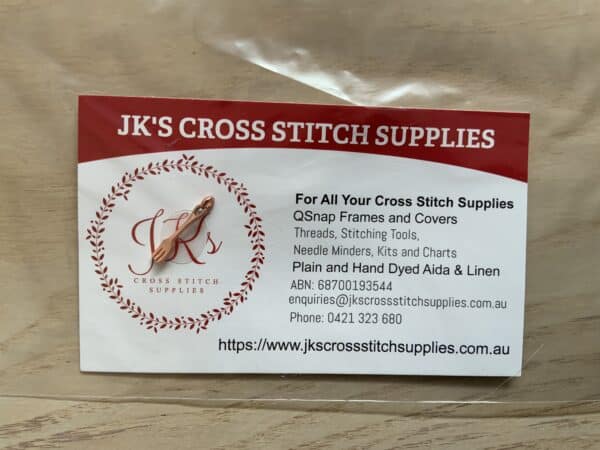 JK'S CROSS STITCH SUPPLIES
JKs
CROSS STITCH
SUPPLIES
For All Your Cross Stitch Supplies
QSnap Frames and Covers
Threads, Stitching Tools,
Needle Minders, Kits and Charts
Plain and Hand Dyed Aida & Linen
ABN: 68700193544
enquiries@jkscrossstitchsupplies.com.au
Phone: 0421 323 680
https://www.jkscrossstitchsupplies.com.au